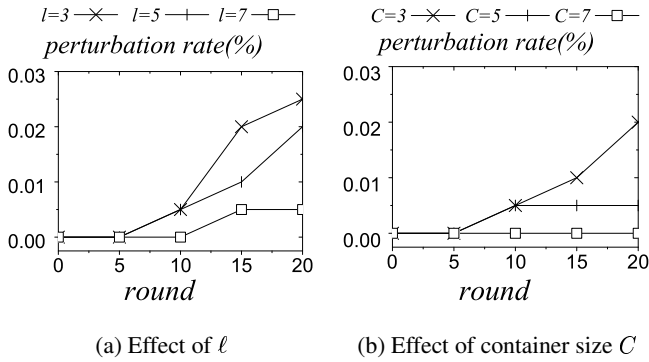 l=3 l=5 l=7
perturbation rate(%)
0.03
0.02
0.01
0.00
0 5 10 15 20
round
(a) Effect of ℓ
C=3 C=5 C=7
perturbation rate(%)
0.03
0.02
0.01
0.00
0 5 10 15 20
round
(b) Effect of container size C